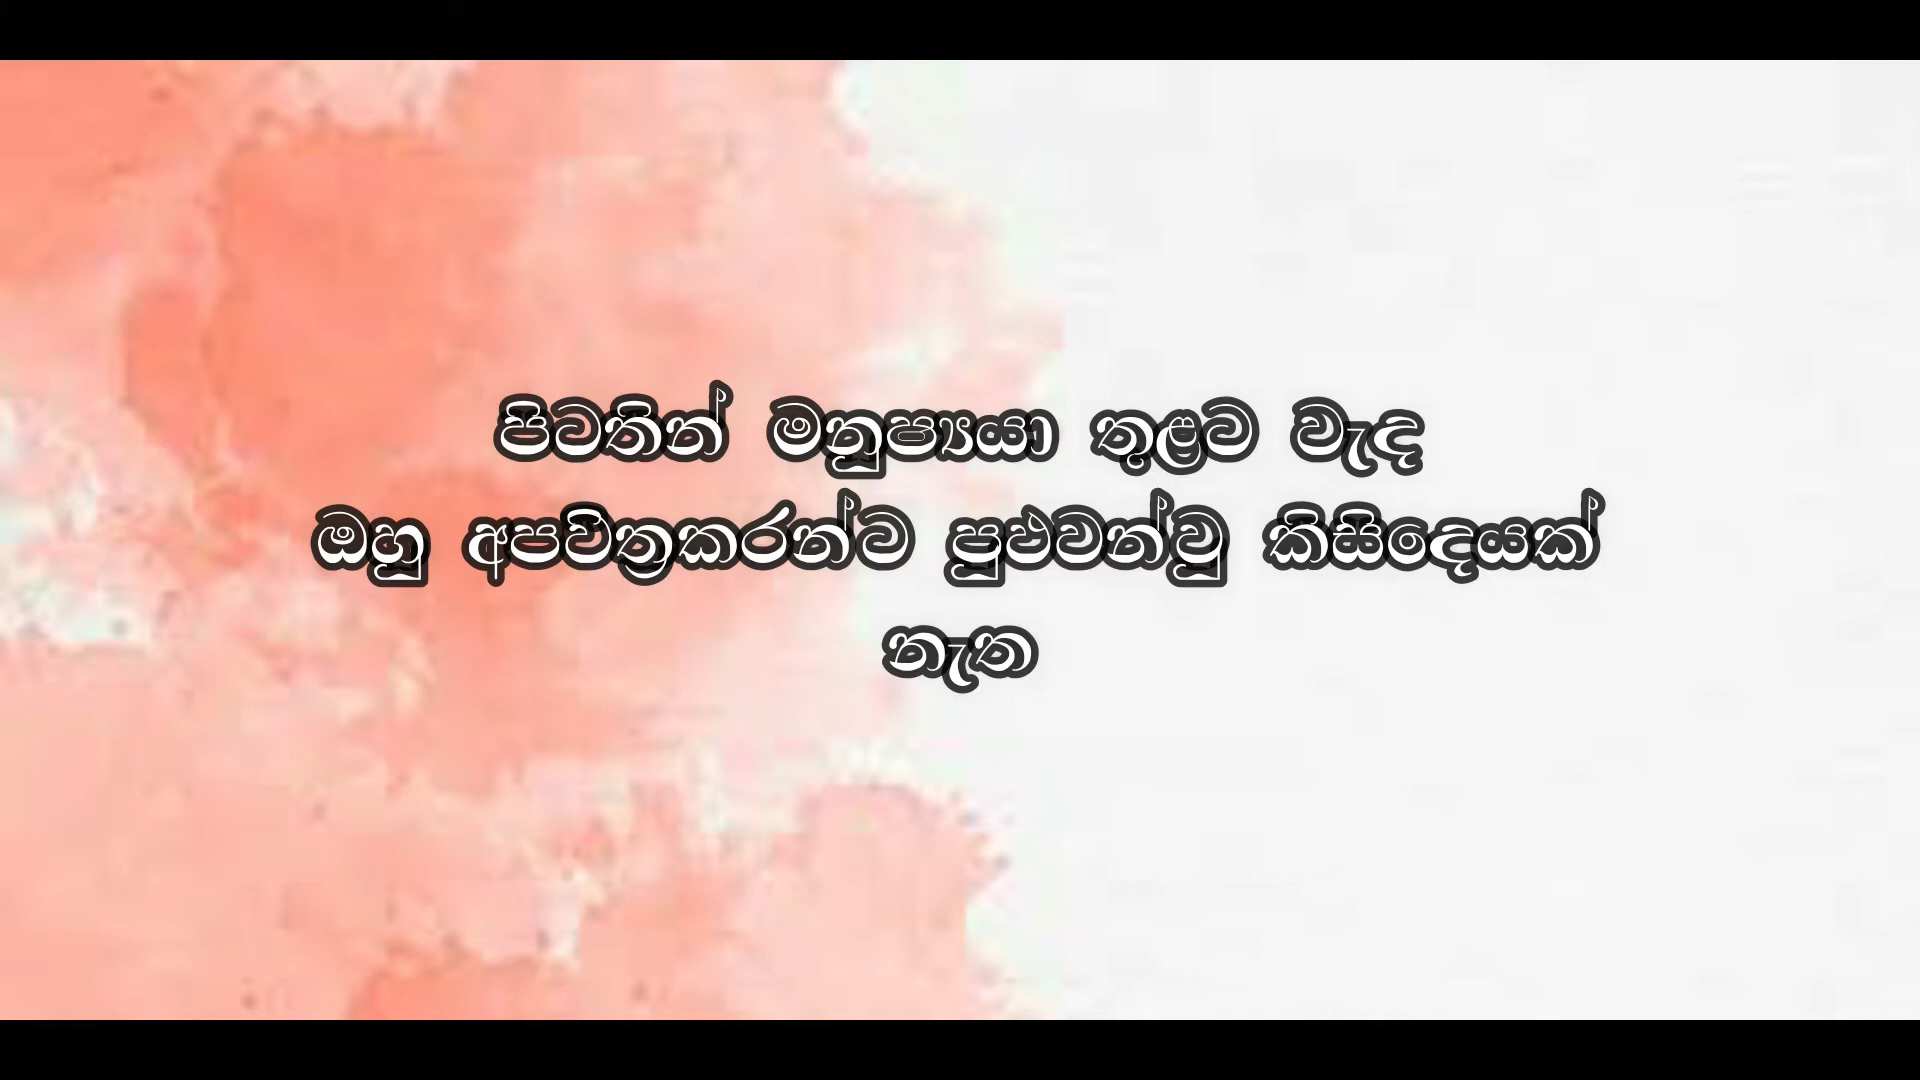 පිටතින් මනුප්‍යයා තුළට වැද
ඔහු අපවිත්‍රකරන්ට පුළුවන්වූ කිසිදෙයක්
නැත